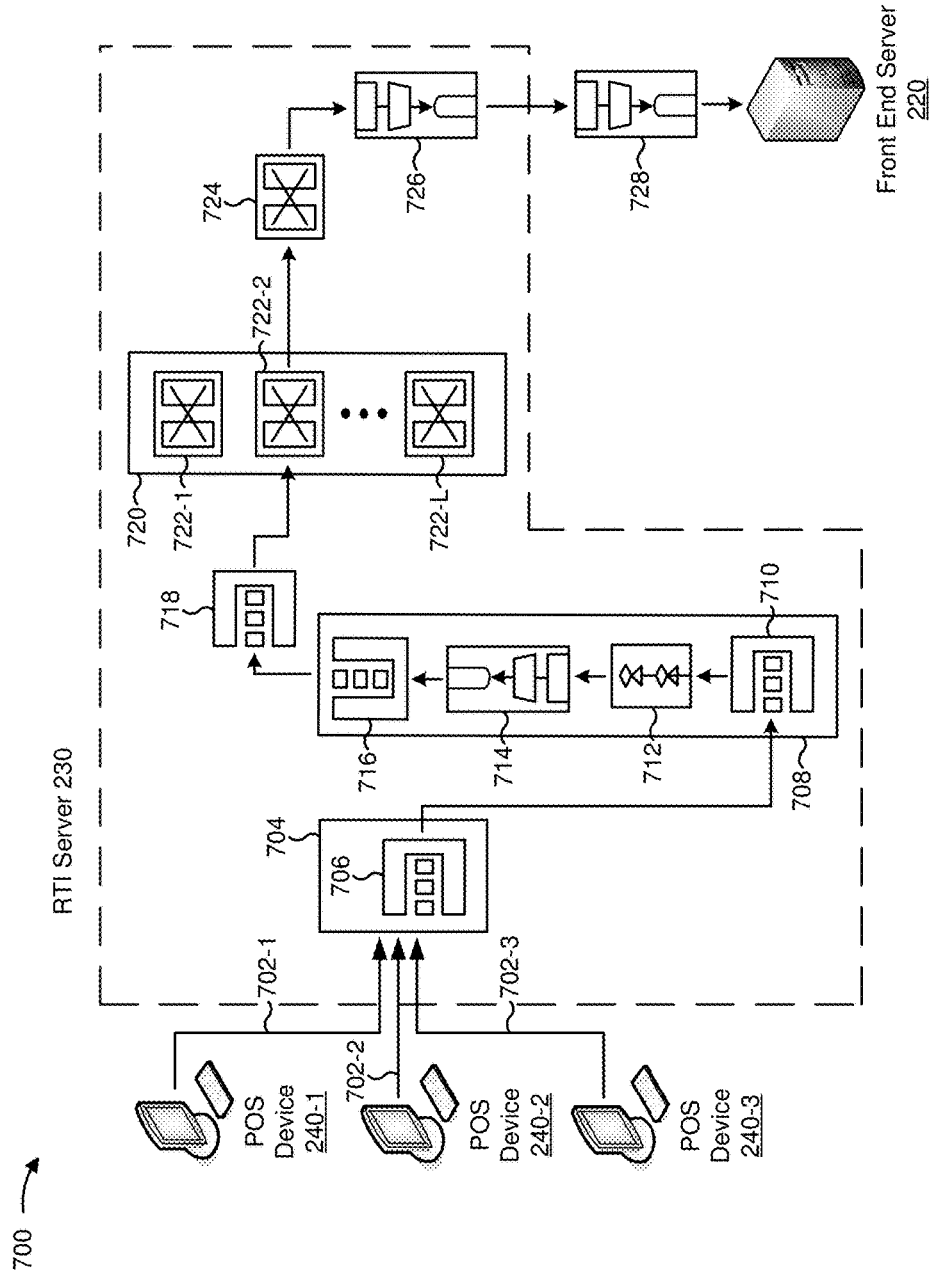 700
RTI Server 230
POS
Device
240-1
POS
Device
240-2
POS
Device
240-3
702-1
702-2
702-3
704
706
708
710
712
714
716
718
720
722-1
722-2
722-L
724
726
728
Front End Server
220